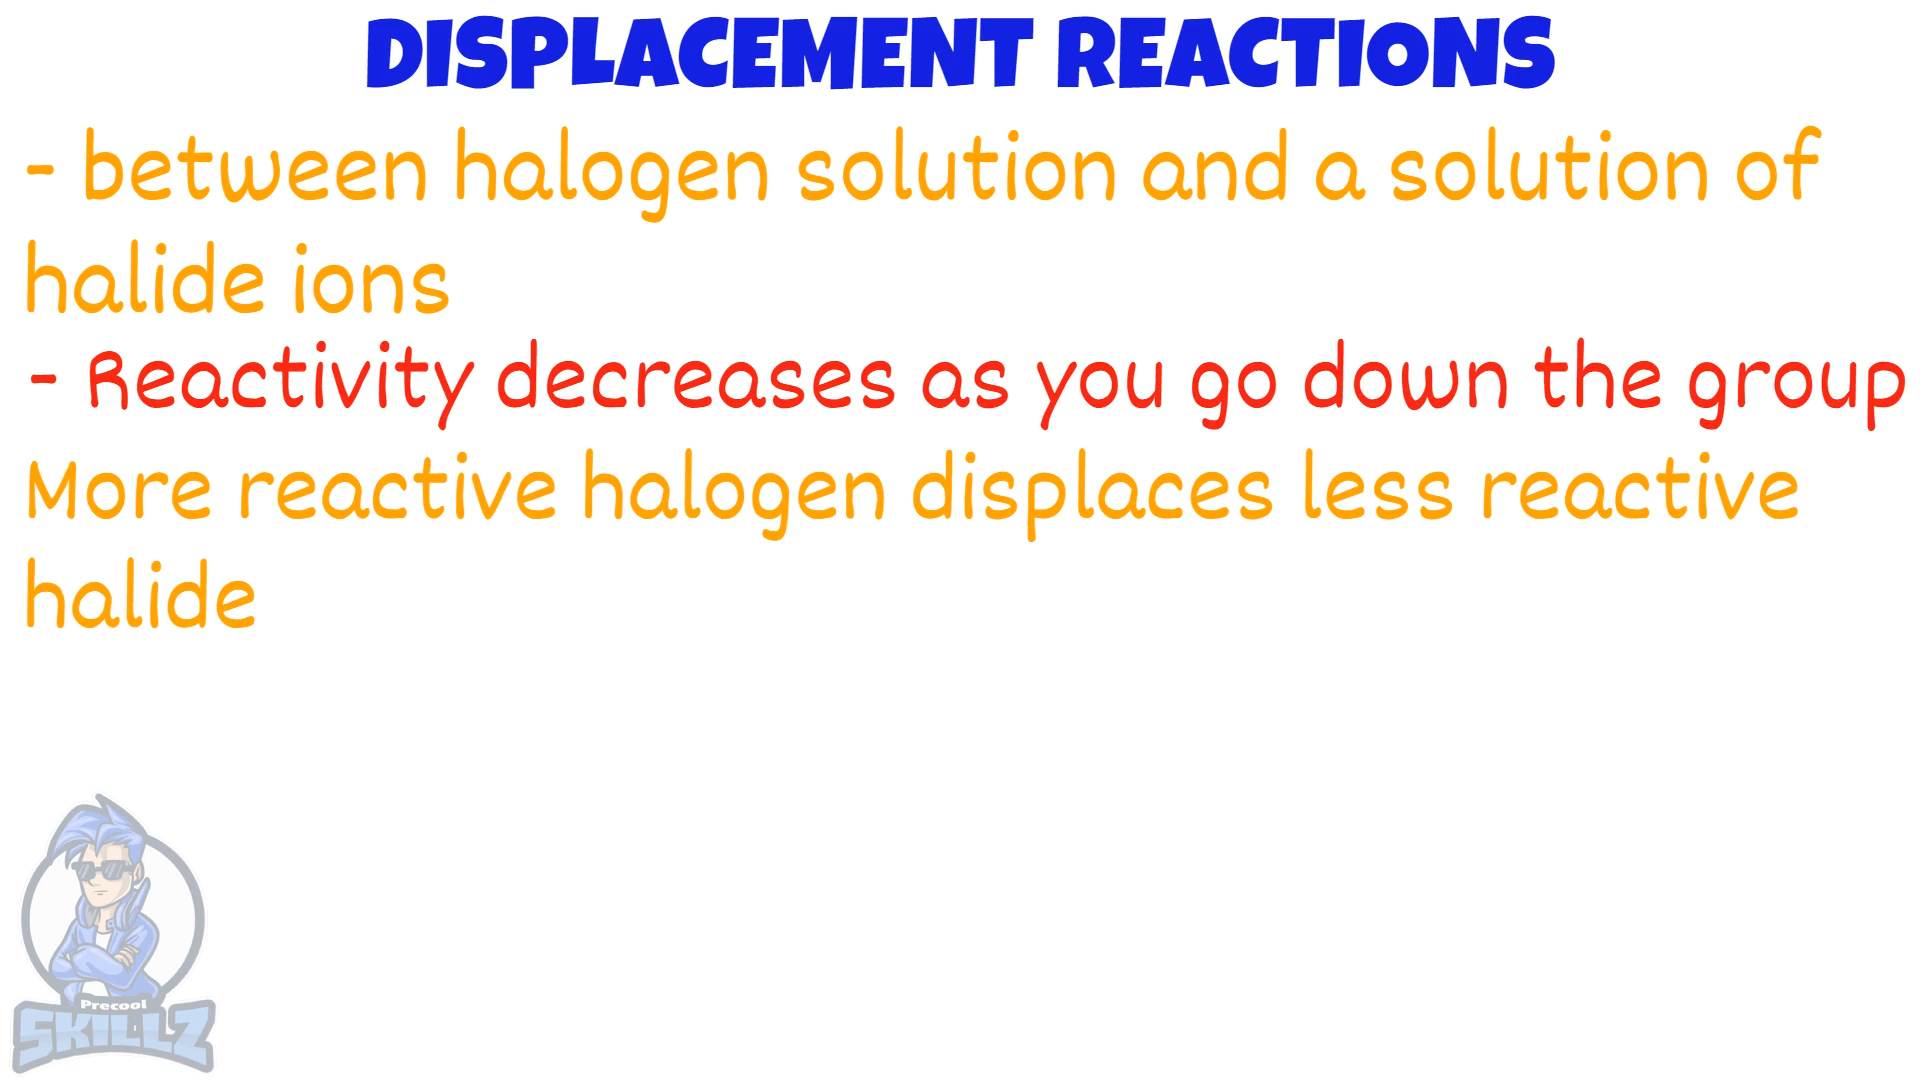 DISPLACEMENT REACTIONS
- between halogen solution and a solution of
halide ions
- Reactivity decreases as you go down the group
More reactive halogen displaces less reactive
halide
Precool
SKILLZ